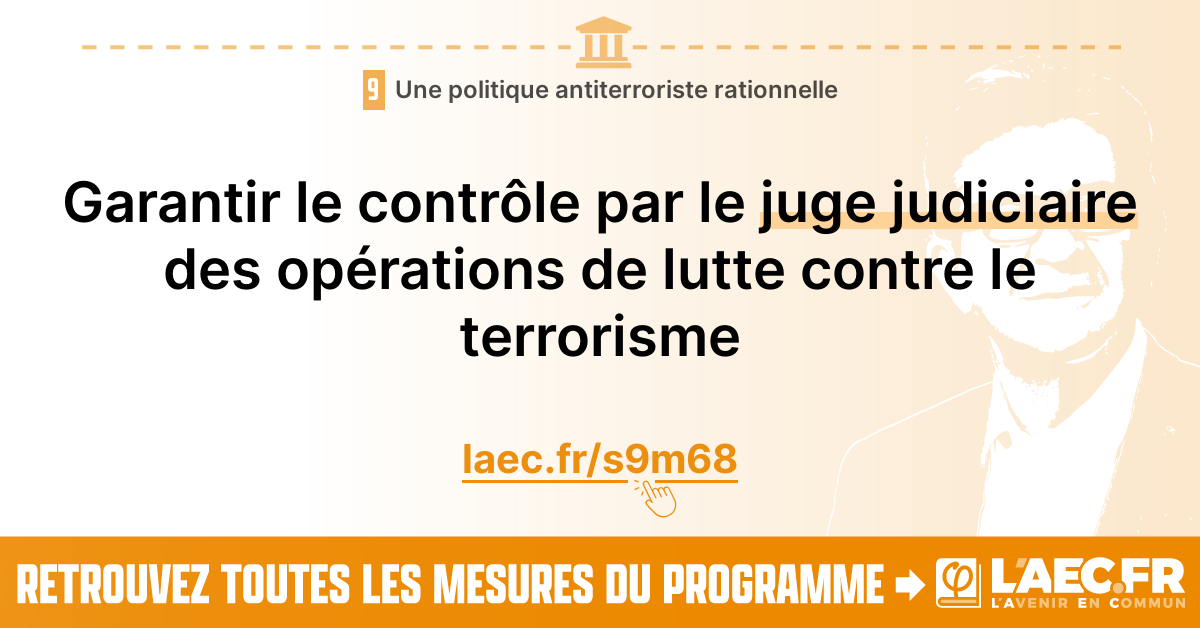 9 Une politique antiterroriste rationnelle
Garantir le contrôle par le juge judiciaire
des opérations de lutte contre le
terrorisme
laec.fr/s9m68
RETROUVEZ TOUTES LES MESURES DU PROGRAMME → φ L'AEC.FR
L'AVENIR EN COMMUN